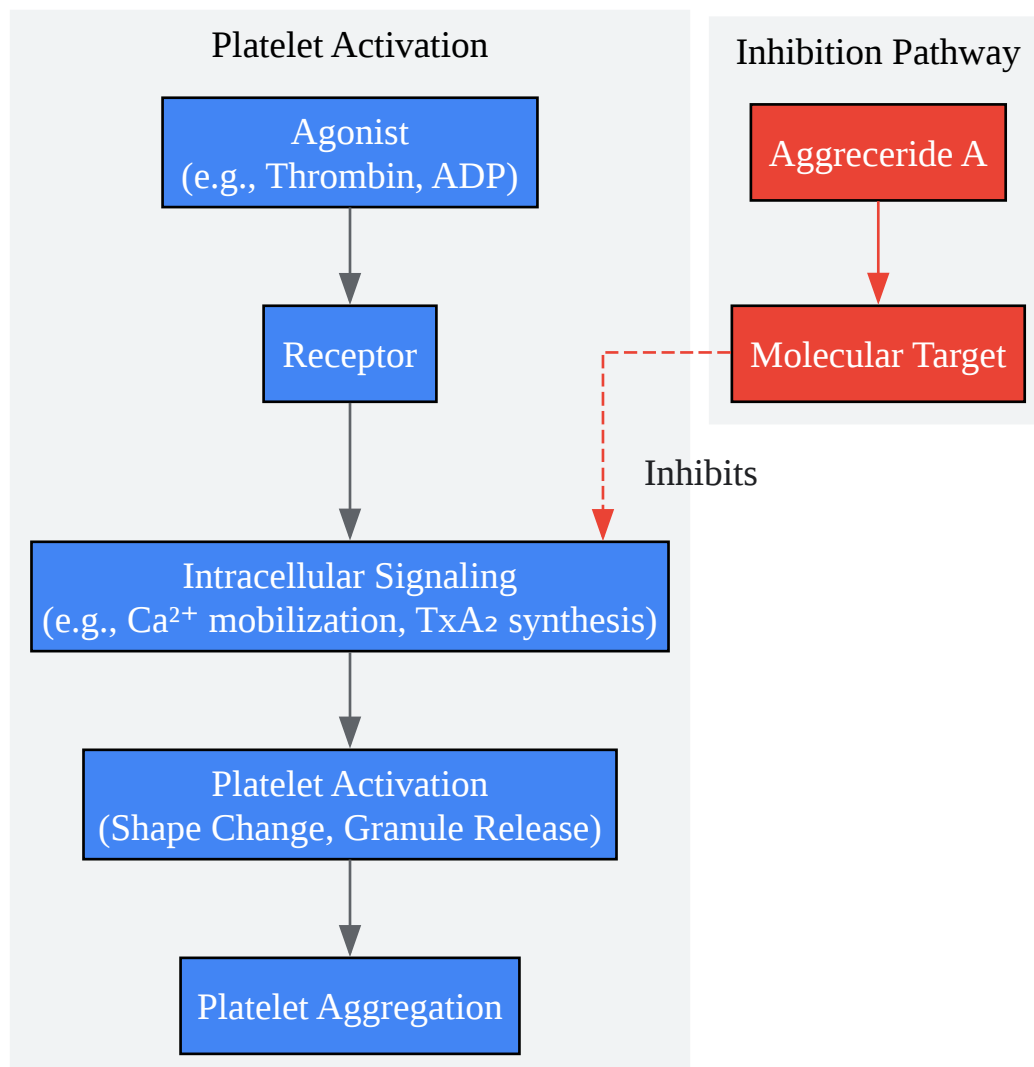 Platelet Activation
Agonist
(e.g., Thrombin, ADP)
Receptor
Intracellular Signaling
(e.g., Ca²⁺ mobilization, TxA₂ synthesis)
Platelet Activation
(Shape Change, Granule Release)
Platelet Aggregation
Inhibition Pathway
Aggreceride A
Molecular Target
Inhibits